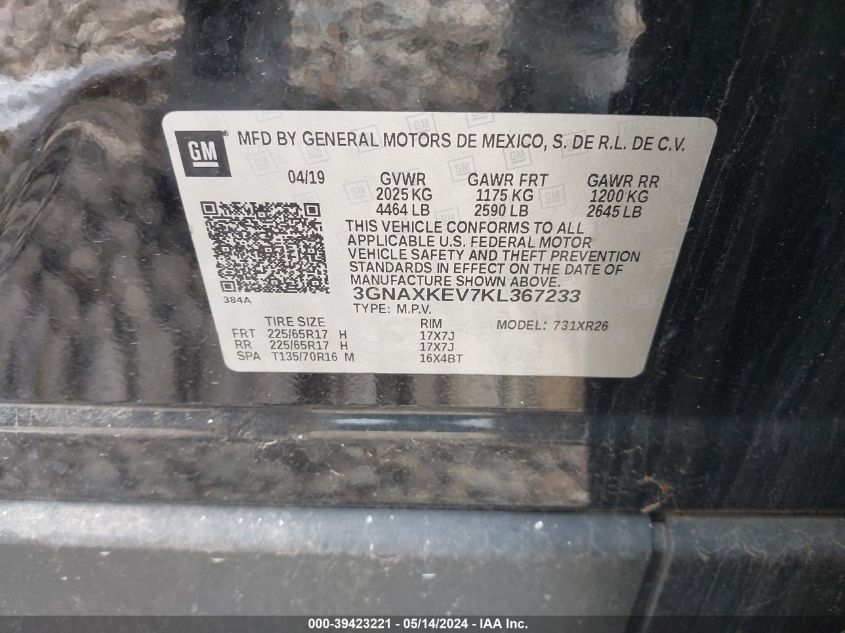 GM
MFD BY GENERAL MOTORS DE MEXICO, S. DE R.L. DE C.V.
04/19 GVWR GAWR FRT GAWR RR
2025 KG 1175 KG 1200 KG
4464 LB 2590 LB 2645 LB
THIS VEHICLE CONFORMS TO ALL
APPLICABLE U.S. FEDERAL MOTOR
VEHICLE SAFETY AND THEFT PREVENTION
STANDARDS IN EFFECT ON THE DATE OF
MANUFACTURE SHOWN ABOVE.
384A
3GNAXKEV7KL367233
TYPE: M.P.V.
TIRE SIZE RIM MODEL: 731XR26
FRT 225/65R17 H 17X7J
RR 225/65R17 H 17X7J
SPA T135/70R16 M 16X4BT
000-39423221 - 05/14/2024 - IAA Inc.